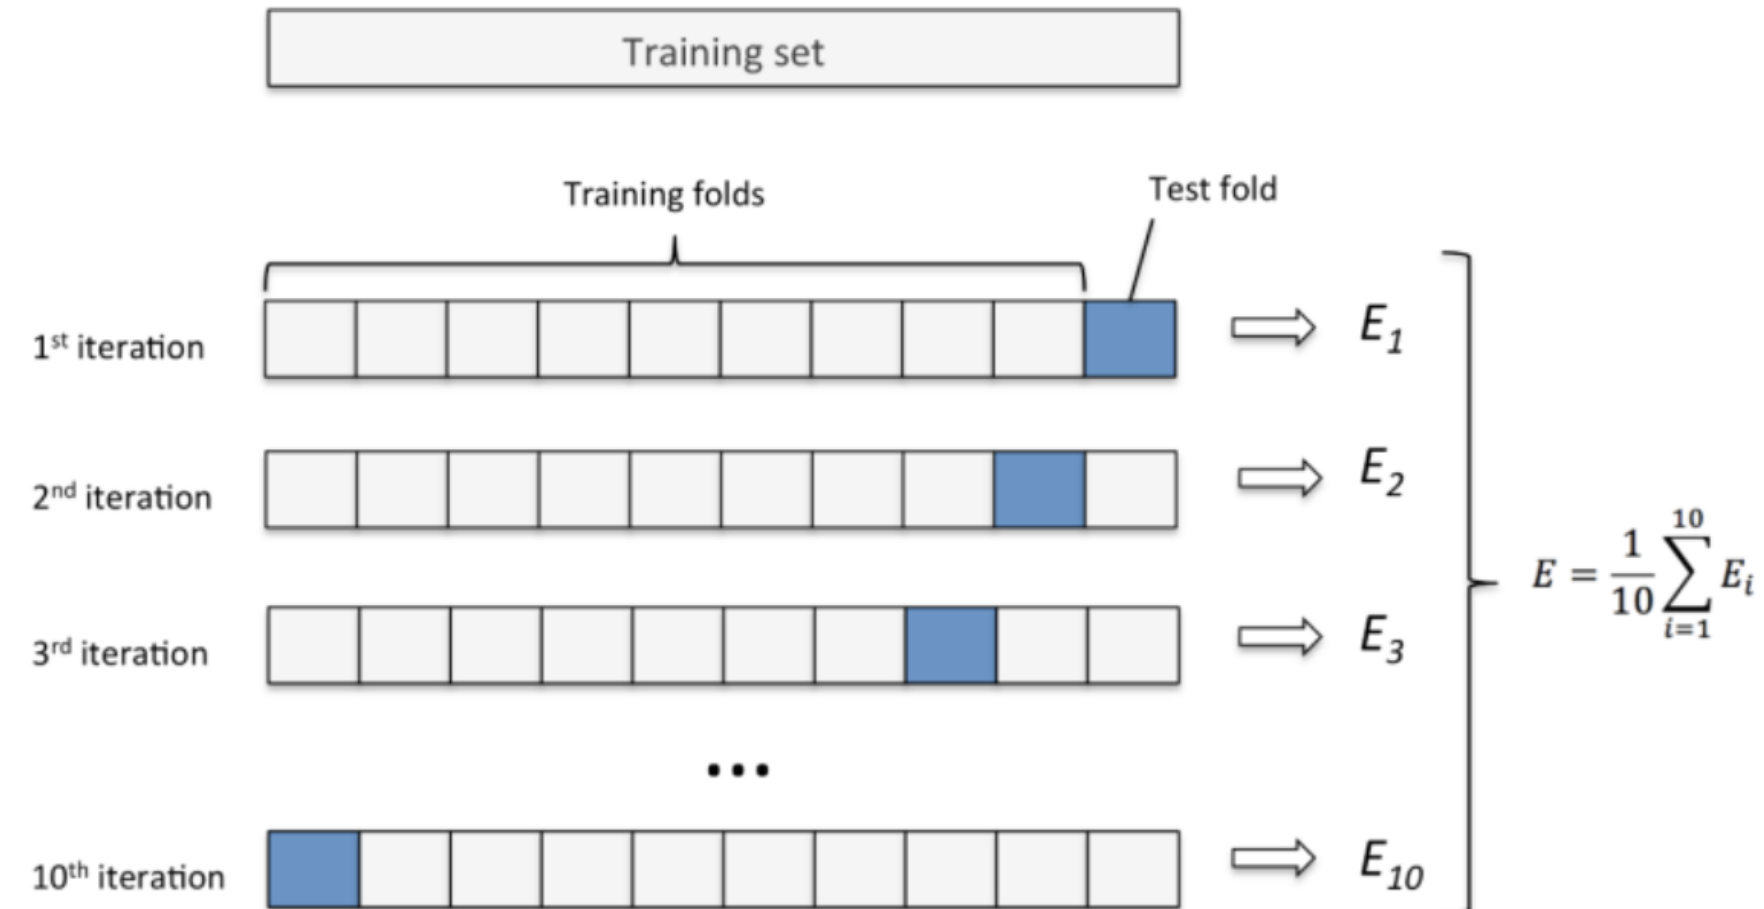 Training set
Training folds
Test fold
1st iteration
E1
2nd iteration
E2
3rd iteration
E3
E = 1/10 10∑i=1 Ei
...
10th iteration
E10